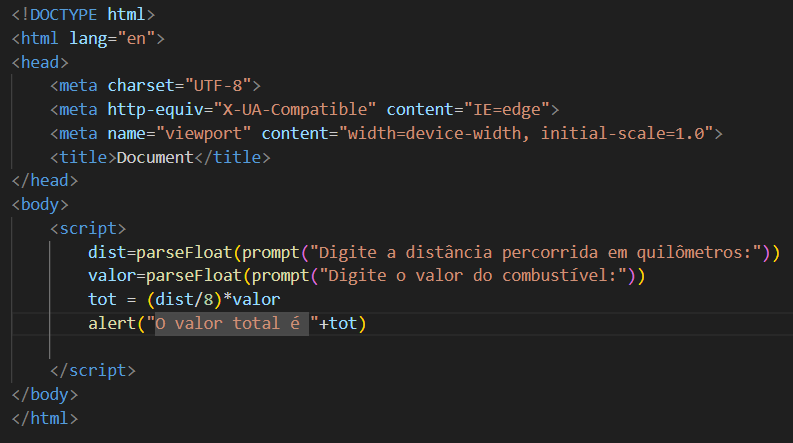 <!DOCTYPE html>
<html lang="en">
<head>
    <meta charset="UTF-8">
    <meta http-equiv="X-UA-Compatible" content="IE=edge">
    <meta name="viewport" content="width=device-width, initial-scale=1.0">
    <title>Document</title>
</head>
<body>
    <script>
        dist=parseFloat(prompt("Digite a distância percorrida em quilômetros:"))
        valor=parseFloat(prompt("Digite o valor do combustível:"))
        tot = (dist/8)*valor
        alert("O valor total é "+tot)
    </script>
</body>
</html>